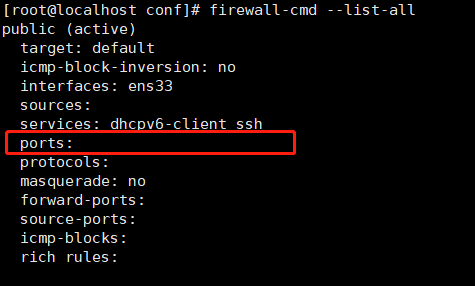 [root@localhost conf]# firewall-cmd --list-all
public (active)
  target: default
  icmp-block-inversion: no
  interfaces: ens33
  sources:
  services: dhcpv6-client ssh
  ports:
  protocols:
  masquerade: no
  forward-ports:
  source-ports:
  icmp-blocks:
  rich rules: